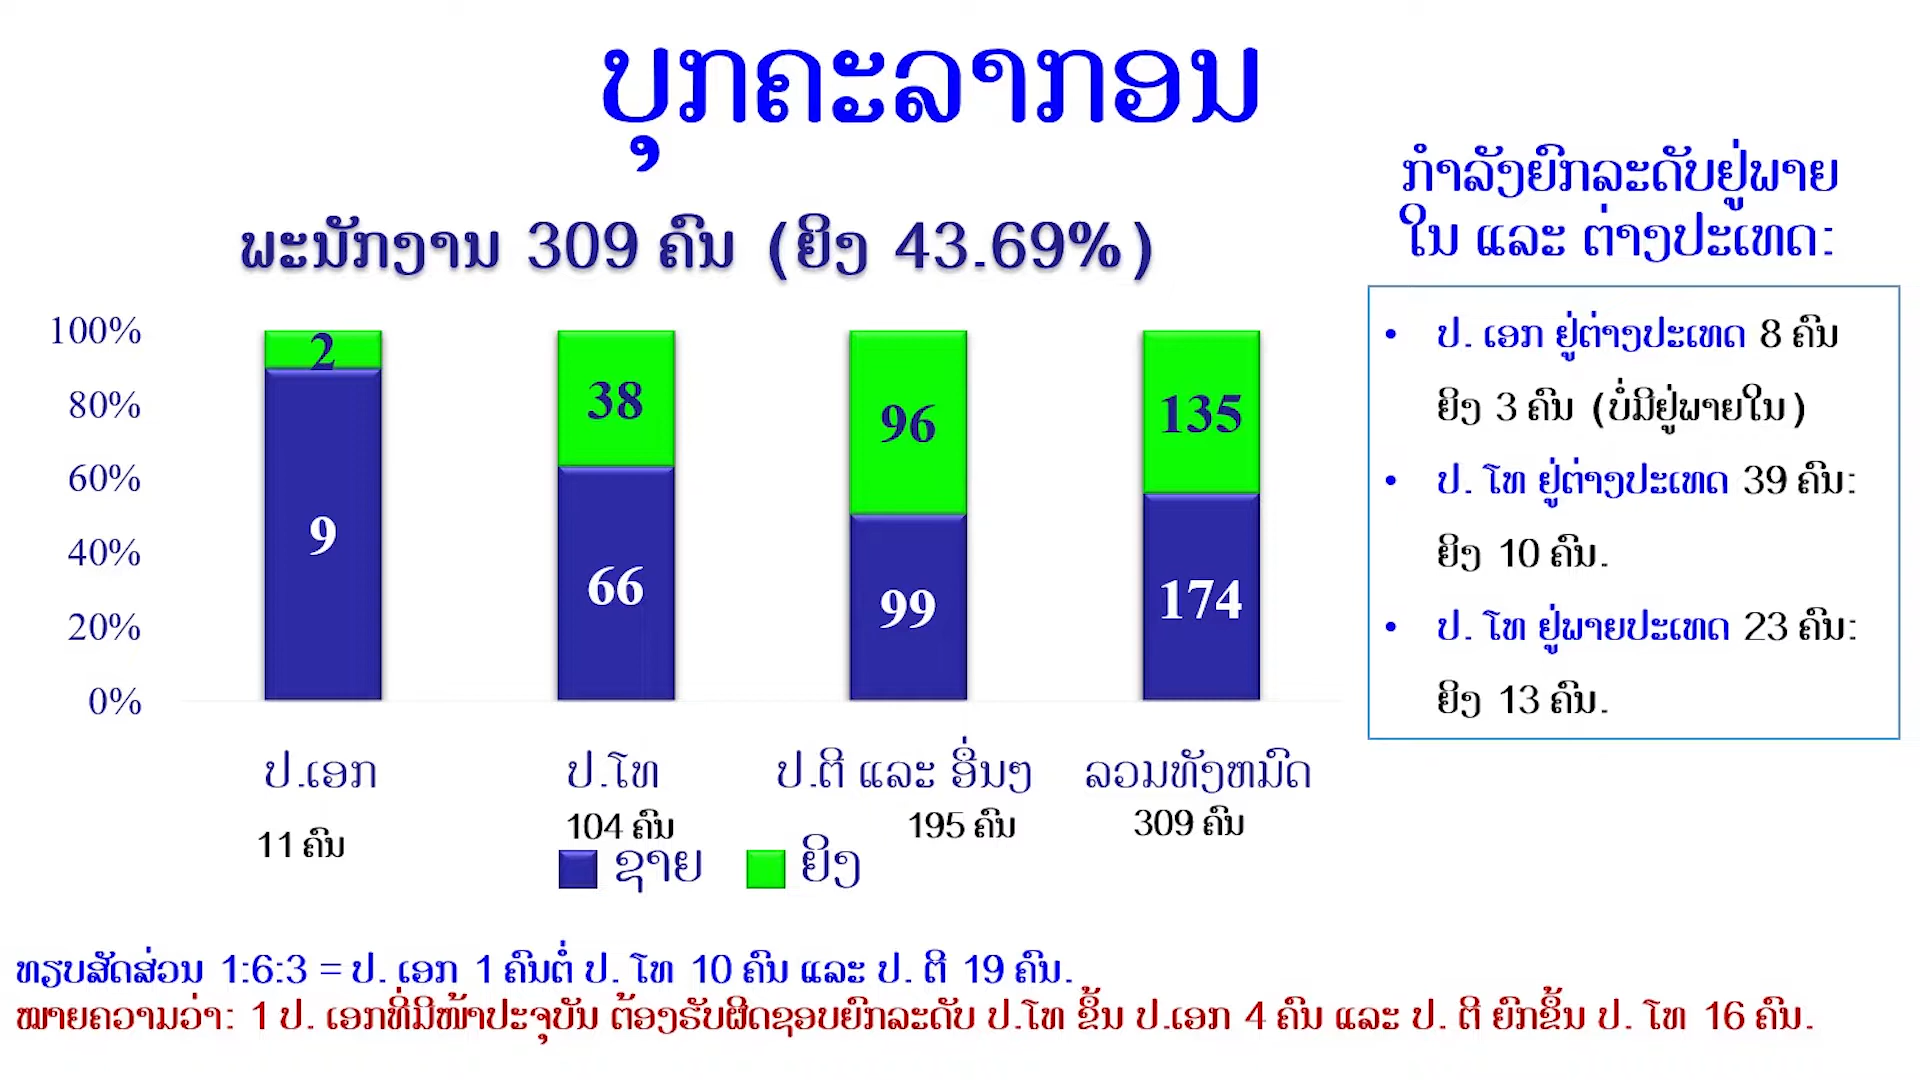 ບຸກຄະລາກອນ
ພະນັກງານ 309 ຄົນ (ຍິງ 43.69%)
100%
80%
60%
40%
20%
0%
2
9
38
66
96
99
135
174
ປ.ເອກ
ປ.ໂທ
ປ.ຕີ ແລະ ອື່ນໆ
ລວມທັງຫມົດ
11 ຄົນ
104 ຄົນ
195 ຄົນ
309 ຄົນ
ຊາຍ
ຍິງ
ກຳລັງຍົກລະດັບຢູ່ພາຍ
ໃນ ແລະ ຕ່າງປະເທດ:
• ປ. ເອກ ຢູ່ຕ່າງປະເທດ 8 ຄົນ
ຍິງ 3 ຄົນ (ບໍ່ມີຢູ່ພາຍໃນ)
• ປ. ໂທ ຢູ່ຕ່າງປະເທດ 39 ຄົນ:
ຍິງ 10 ຄົນ.
• ປ. ໂທ ຢູ່ພາຍປະເທດ 23 ຄົນ:
ຍິງ 13 ຄົນ.
ທຽບສັດສ່ວນ 1:6:3 = ປ. ເອກ 1 ຄົນຕໍ່ ປ. ໂທ 10 ຄົນ ແລະ ປ. ຕີ 19 ຄົນ.
ໝາຍຄວາມວ່າ: 1 ປ. ເອກທີ່ມີໜ້າປະຈຸບັນ ຕ້ອງຮັບຜີດຊອບຍົກລະດັບ ປ.ໂທ ຂຶ້ນ ປ.ເອກ 4 ຄົນ ແລະ ປ. ຕີ ຍົກຂຶ້ນ ປ. ໂທ 16 ຄົນ.